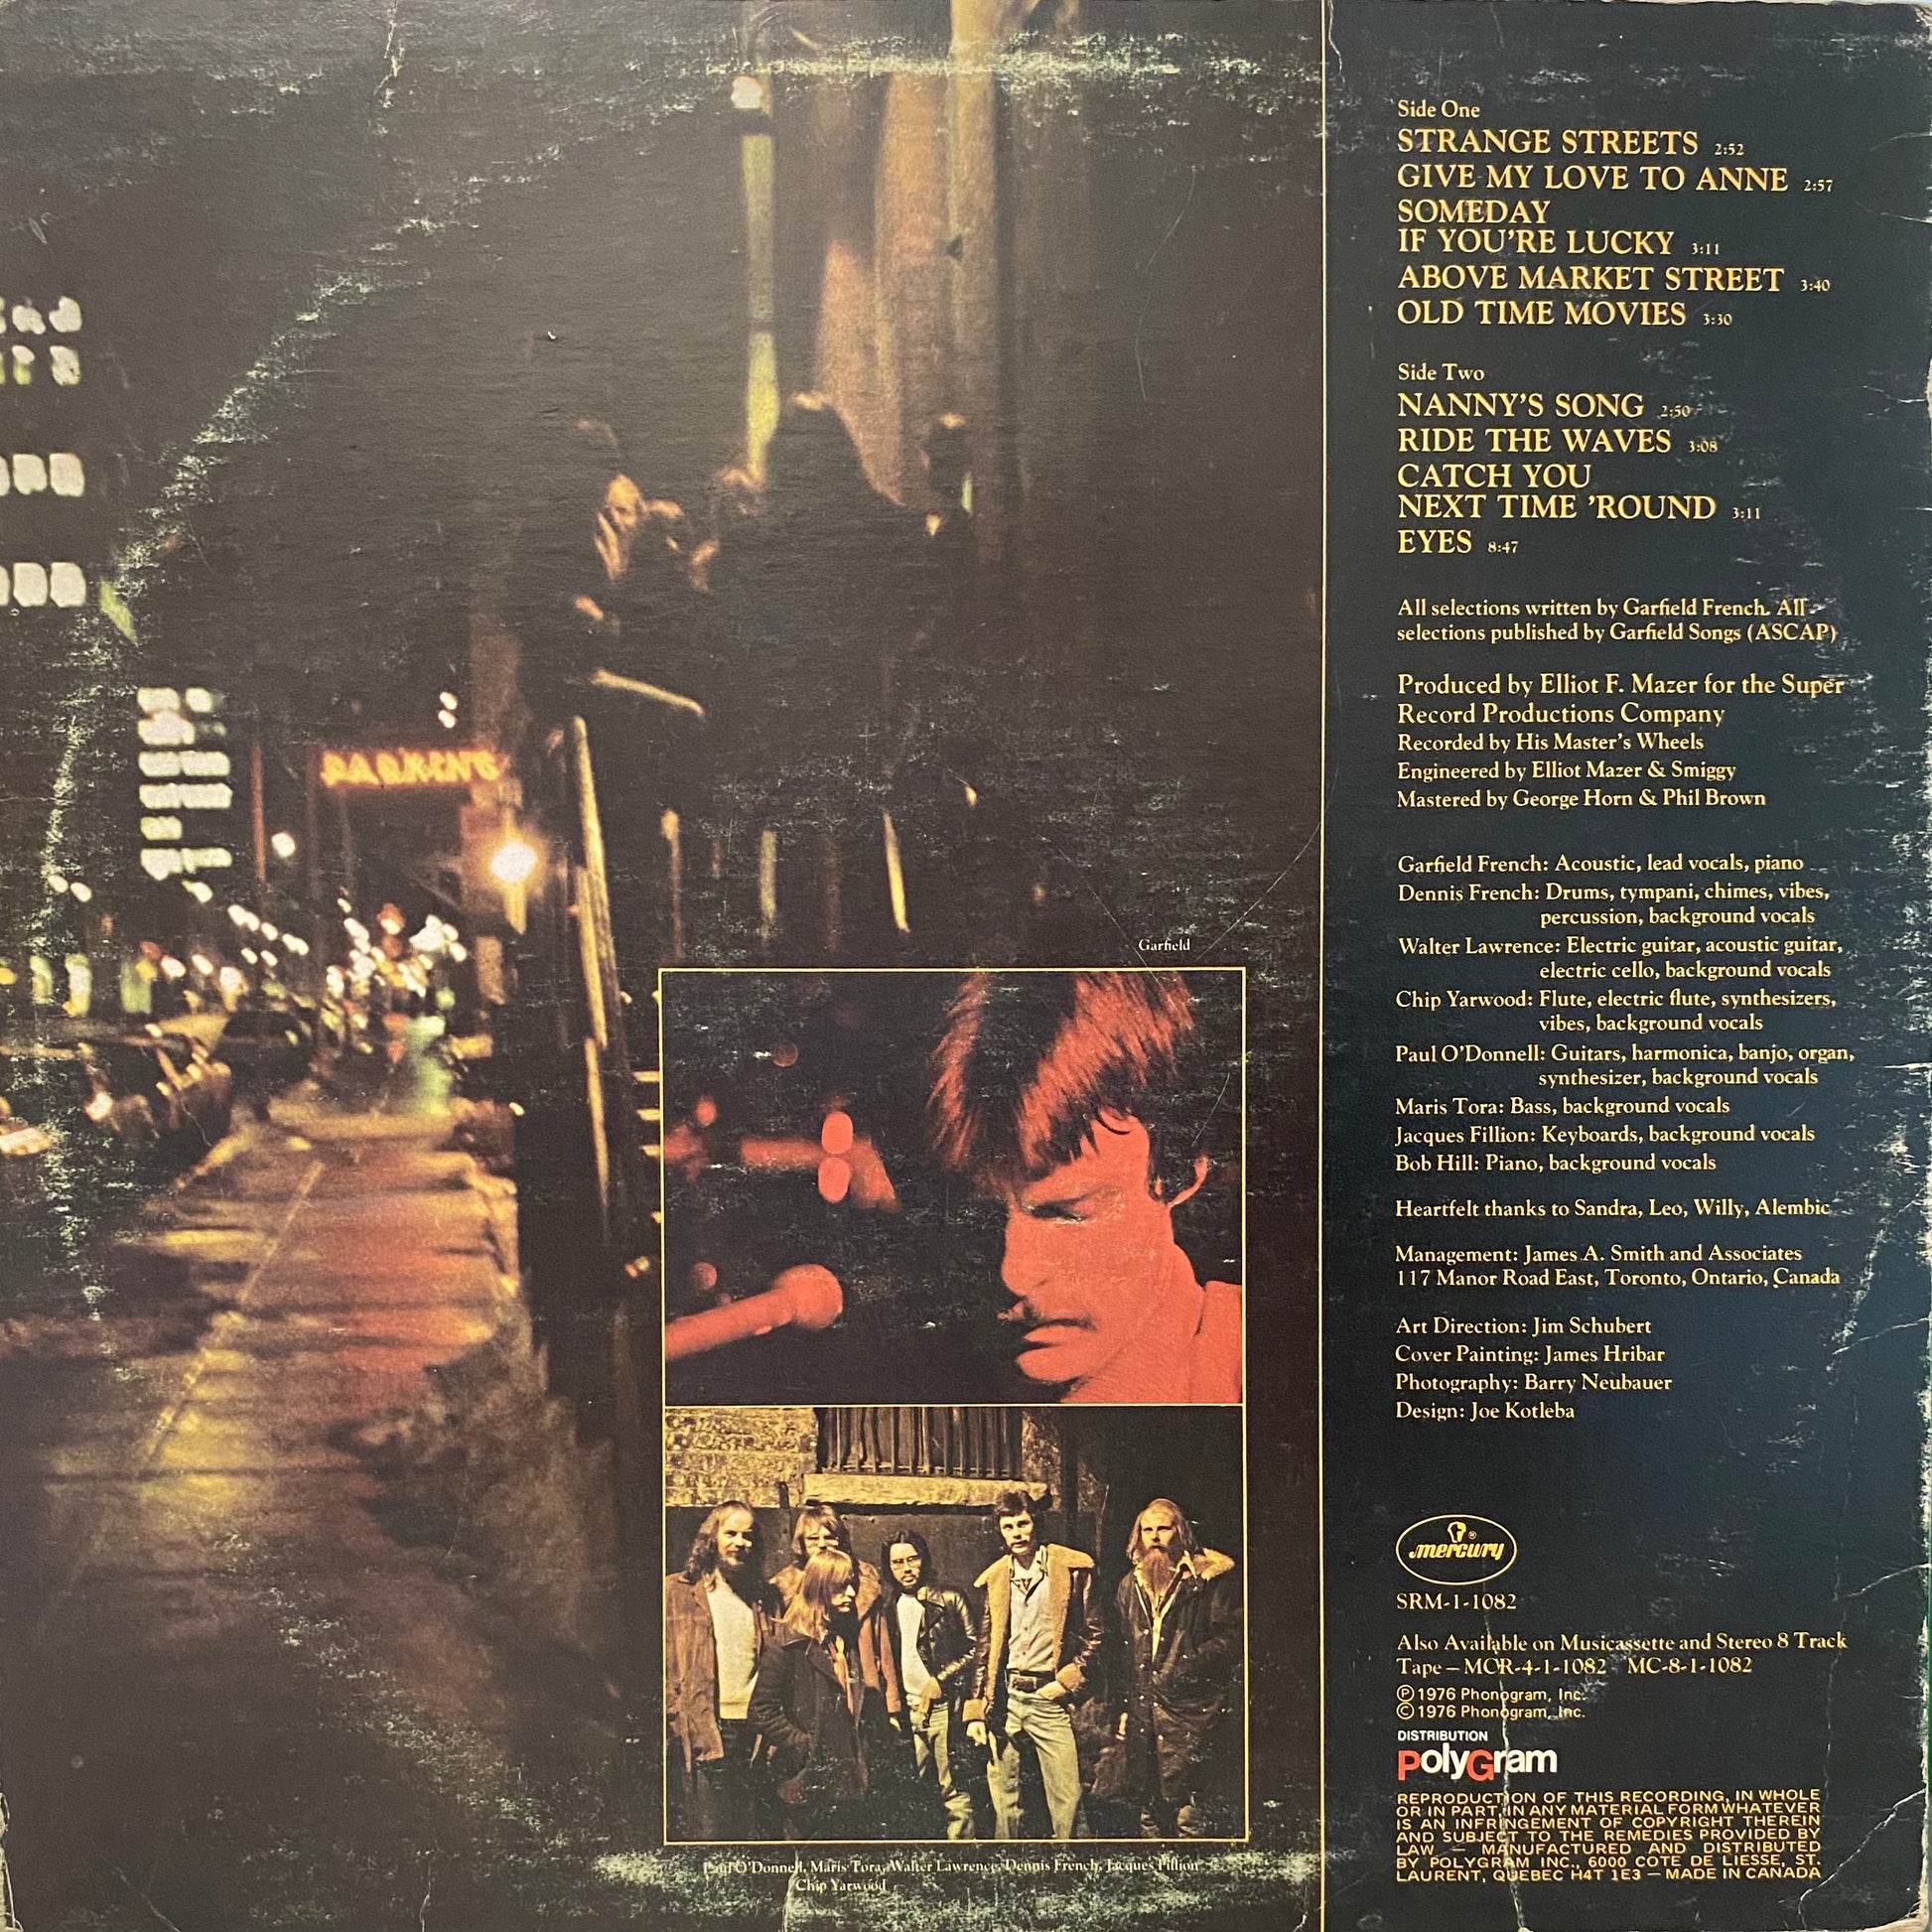 PARKING
Garfield
Paul O'Donnell, Maris Tora, Walter Lawrence, Dennis French, Jacques Fillion
Chip Yarwood
Side One
STRANGE STREETS 2:52
GIVE MY LOVE TO ANNE 2:57
SOMEDAY
IF YOU'RE LUCKY 3:11
ABOVE MARKET STREET 3:40
OLD TIME MOVIES 3:30
Side Two
NANNY'S SONG 2:50
RIDE THE WAVES 3:08
CATCH YOU
NEXT TIME 'ROUND 3:11
EYES 8:47
All selections written by Garfield French. All
selections published by Garfield Songs (ASCAP)
Produced by Elliot F. Mazer for the Super
Record Productions Company
Recorded by His Master's Wheels
Engineered by Elliot Mazer & Smiggy
Mastered by George Horn & Phil Brown
Garfield French: Acoustic, lead vocals, piano
Dennis French: Drums, tympani, chimes, vibes,
percussion, background vocals
Walter Lawrence: Electric guitar, acoustic guitar,
electric cello, background vocals
Chip Yarwood: Flute, electric flute, synthesizers,
vibes, background vocals
Paul O'Donnell: Guitars, harmonica, banjo, organ,
synthesizer, background vocals
Maris Tora: Bass, background vocals
Jacques Fillion: Keyboards, background vocals
Bob Hill: Piano, background vocals
Heartfelt thanks to Sandra, Leo, Willy, Alembic
Management: James A. Smith and Associates
117 Manor Road East, Toronto, Ontario, Canada
Art Direction: Jim Schubert
Cover Painting: James Hribar
Photography: Barry Neubauer
Design: Joe Kotleba
mercury ®
SRM-1-1082
Also Available on Musicassette and Stereo 8 Track
Tape — MCR-4-1-1082 MC-8-1-1082
Ⓟ 1976 Phonogram, Inc.
© 1976 Phonogram, Inc.
DISTRIBUTION
PolyGram
REPRODUCTION OF THIS RECORDING, IN WHOLE
OR IN PART, IN ANY MATERIAL FORM WHATEVER
IS AN INFRINGEMENT OF COPYRIGHT THEREIN
AND SUBJECT TO THE REMEDIES PROVIDED BY
LAW — MANUFACTURED AND DISTRIBUTED
BY POLYGRAM INC., 6000 COTE DE LIESSE, ST.
LAURENT, QUEBEC H4T 1E3 — MADE IN CANADA